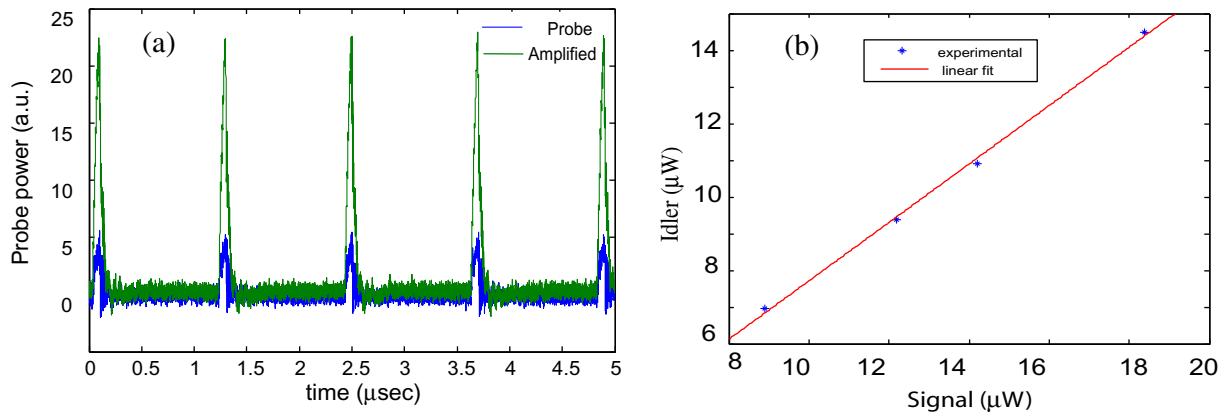 (a)
Probe
Amplified
25
20
15
10
5
0
Probe power (a.u.)
0 0.5 1 1.5 2 2.5 3 3.5 4 4.5 5
time (μsec)
(b)
experimental
linear fit
14
12
10
8
6
Idler (μW)
8 10 12 14 16 18 20
Signal (μW)